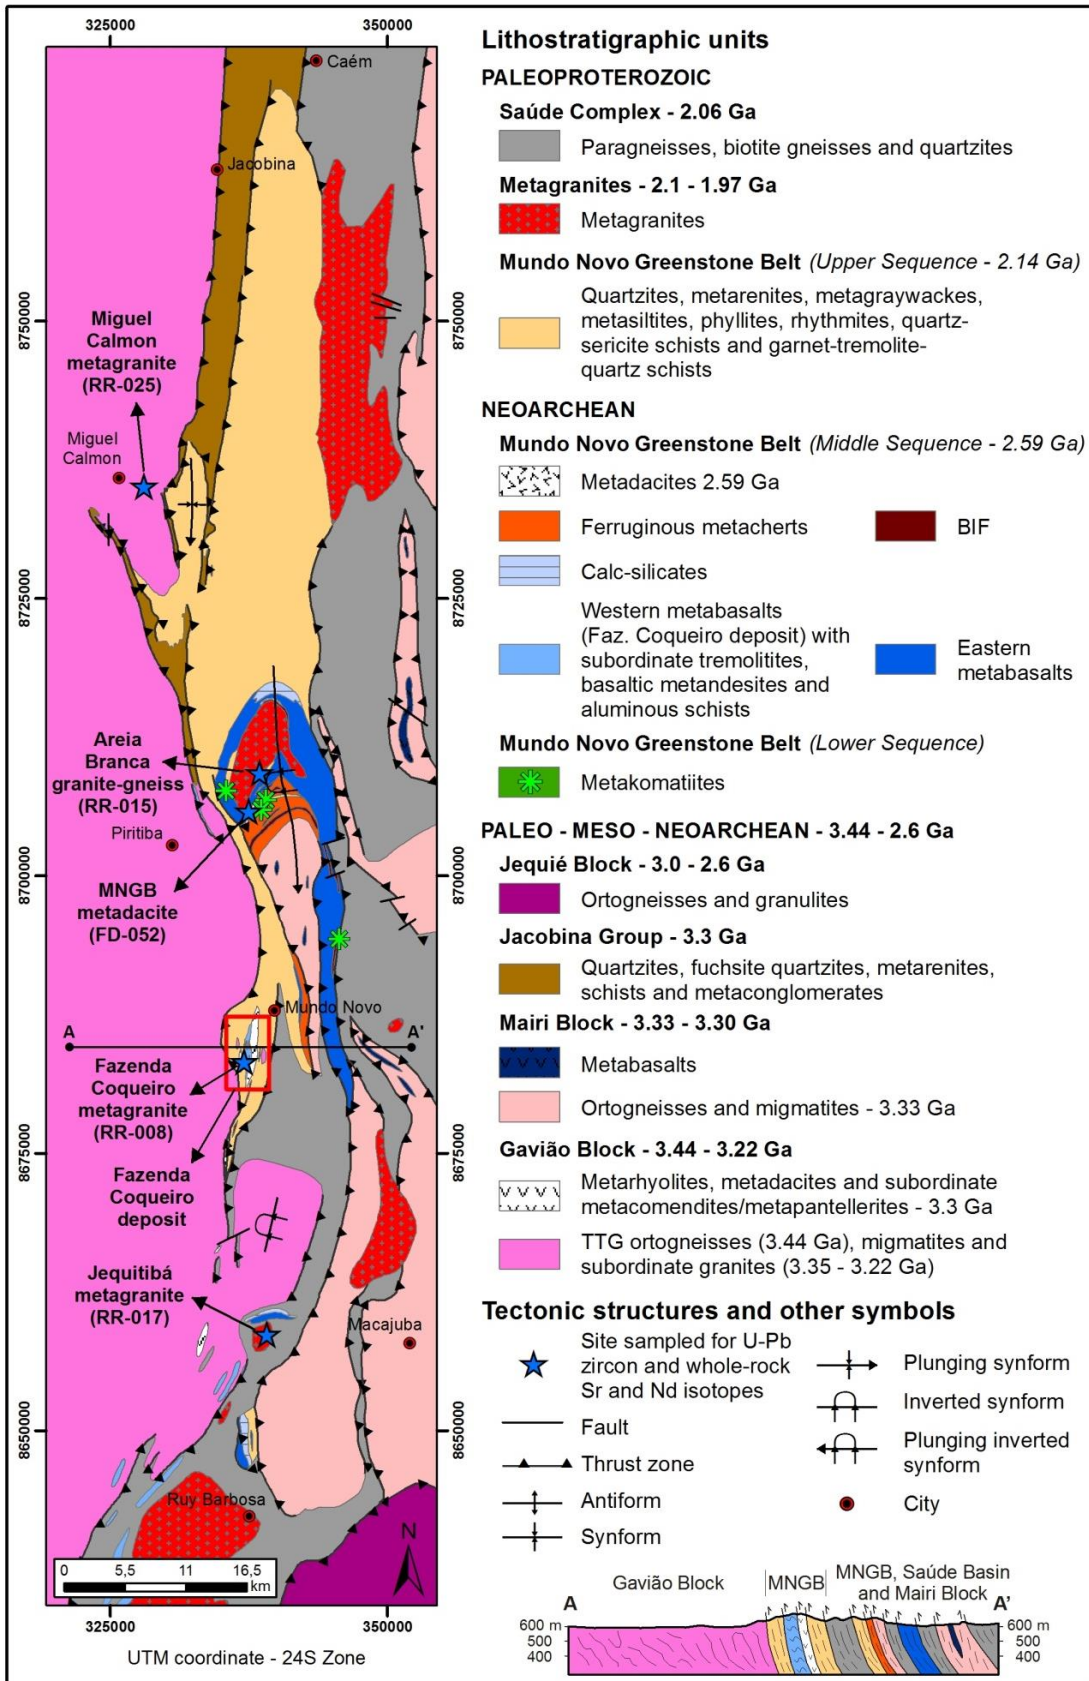 325000
350000
Caém
Jacobina
8750000
8750000
Miguel
Calmon
metagranite
(RR-025)
Miguel
Calmon
8725000
8725000
Areia
Branca
granite-gneiss
(RR-015)
Piritiba
8700000
8700000
MNGB
metadacite
(FD-052)
Mundo Novo
A
A'
Fazenda
Coqueiro
metagranite
(RR-008)
8675000
8675000
Fazenda
Coqueiro
deposit
Jequitibá
metagranite
(RR-017)
Macajuba
8650000
8650000
Ruy Barbosa
N
0 5,5 11 16,5
km
325000
350000
UTM coordinate - 24S Zone
Lithostratigraphic units
PALEOPROTEROZOIC
Saúde Complex - 2.06 Ga
Paragneisses, biotite gneisses and quartzites
Metagranites - 2.1 - 1.97 Ga
Metagranites
Mundo Novo Greenstone Belt (Upper Sequence - 2.14 Ga)
Quartzites, metarenites, metagraywackes,
metasiltites, phyllites, rhythmites, quartz-
sericite schists and garnet-tremolite-
quartz schists
NEOARCHEAN
Mundo Novo Greenstone Belt (Middle Sequence - 2.59 Ga)
Metadacites 2.59 Ga
Ferruginous metacherts
BIF
Calc-silicates
Western metabasalts
(Faz. Coqueiro deposit) with
subordinate tremolitites,
basaltic metandesites and
aluminous schists
Eastern
metabasalts
Mundo Novo Greenstone Belt (Lower Sequence)
Metakomatiites
PALEO - MESO - NEOARCHEAN - 3.44 - 2.6 Ga
Jequié Block - 3.0 - 2.6 Ga
Ortogneisses and granulites
Jacobina Group - 3.3 Ga
Quartzites, fuchsite quartzites, metarenites,
schists and metaconglomerates
Mairi Block - 3.33 - 3.30 Ga
Metabasalts
Ortogneisses and migmatites - 3.33 Ga
Gavião Block - 3.44 - 3.22 Ga
Metarhyolites, metadacites and subordinate
metacomendites/metapantellerites - 3.3 Ga
TTG ortogneisses (3.44 Ga), migmatites and
subordinate granites (3.35 - 3.22 Ga)
Tectonic structures and other symbols
Site sampled for U-Pb
zircon and whole-rock
Sr and Nd isotopes
Fault
Thrust zone
Antiform
Synform
Plunging synform
Inverted synform
Plunging inverted
synform
City
Gavião Block
MNGB
MNGB, Saúde Basin
and Mairi Block
A
A'
600 m
500
400
600 m
500
400